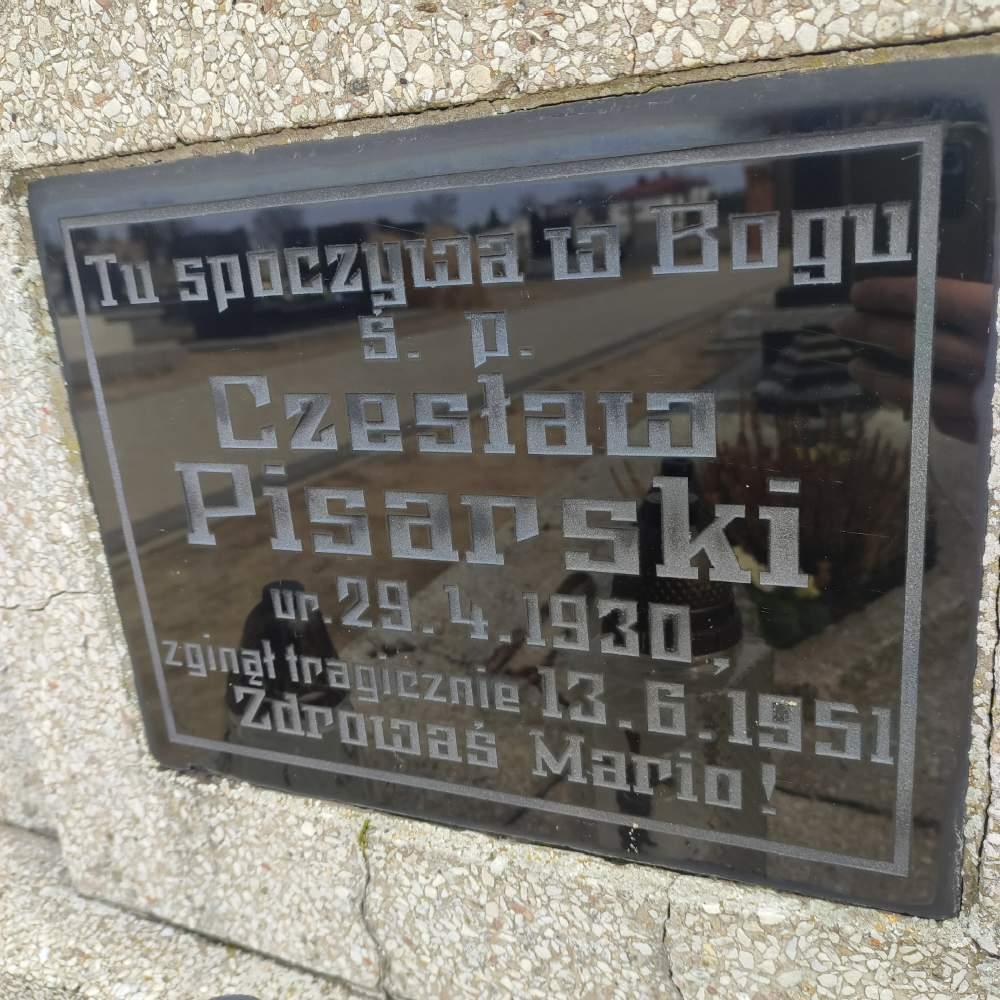 Tu spoczywa w Bogu
ś. p.
Czesław
Pisarski
ur. 29. 4. 1930,
zginął tragicznie 13. 6. 1951
Zdrowaś Mario!